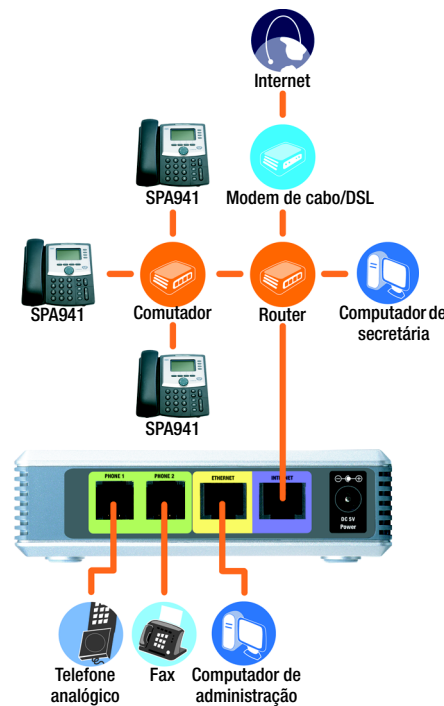 Internet
SPA941
Modem de cabo/DSL
SPA941
Comutador
Router
Computador de
secretária
SPA941
PHONE 1
PHONE 2
ETHERNET
INTERNET
DC 5V
Power
Telefone
analógico
Fax
Computador de
administração